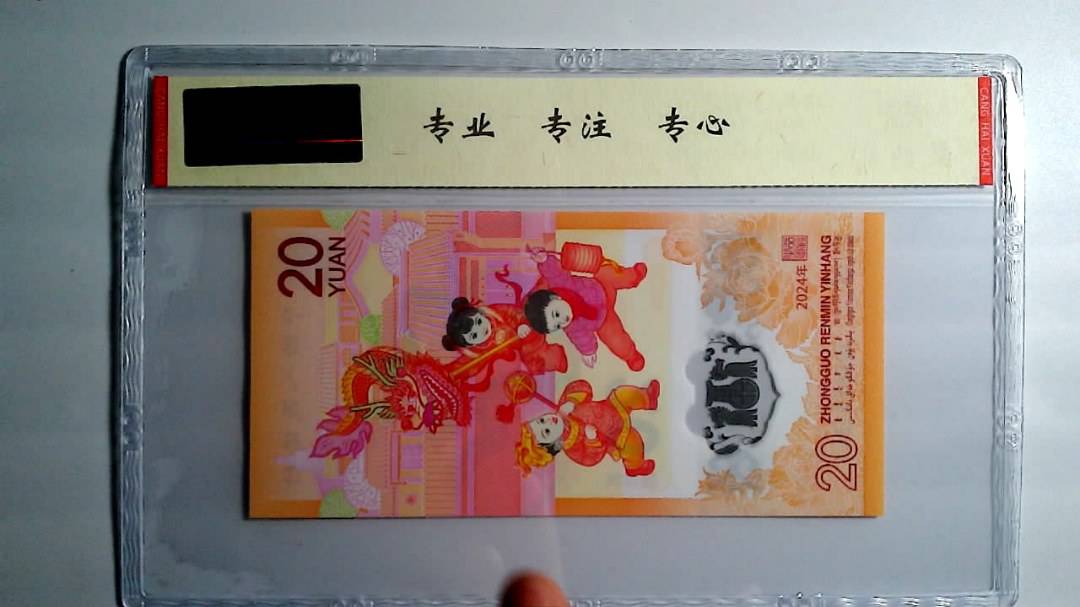 专业 专注 专心
CANG HAI XUAN
20
YUAN
2024年
ZHONGGUO RENMIN YINHANG
20